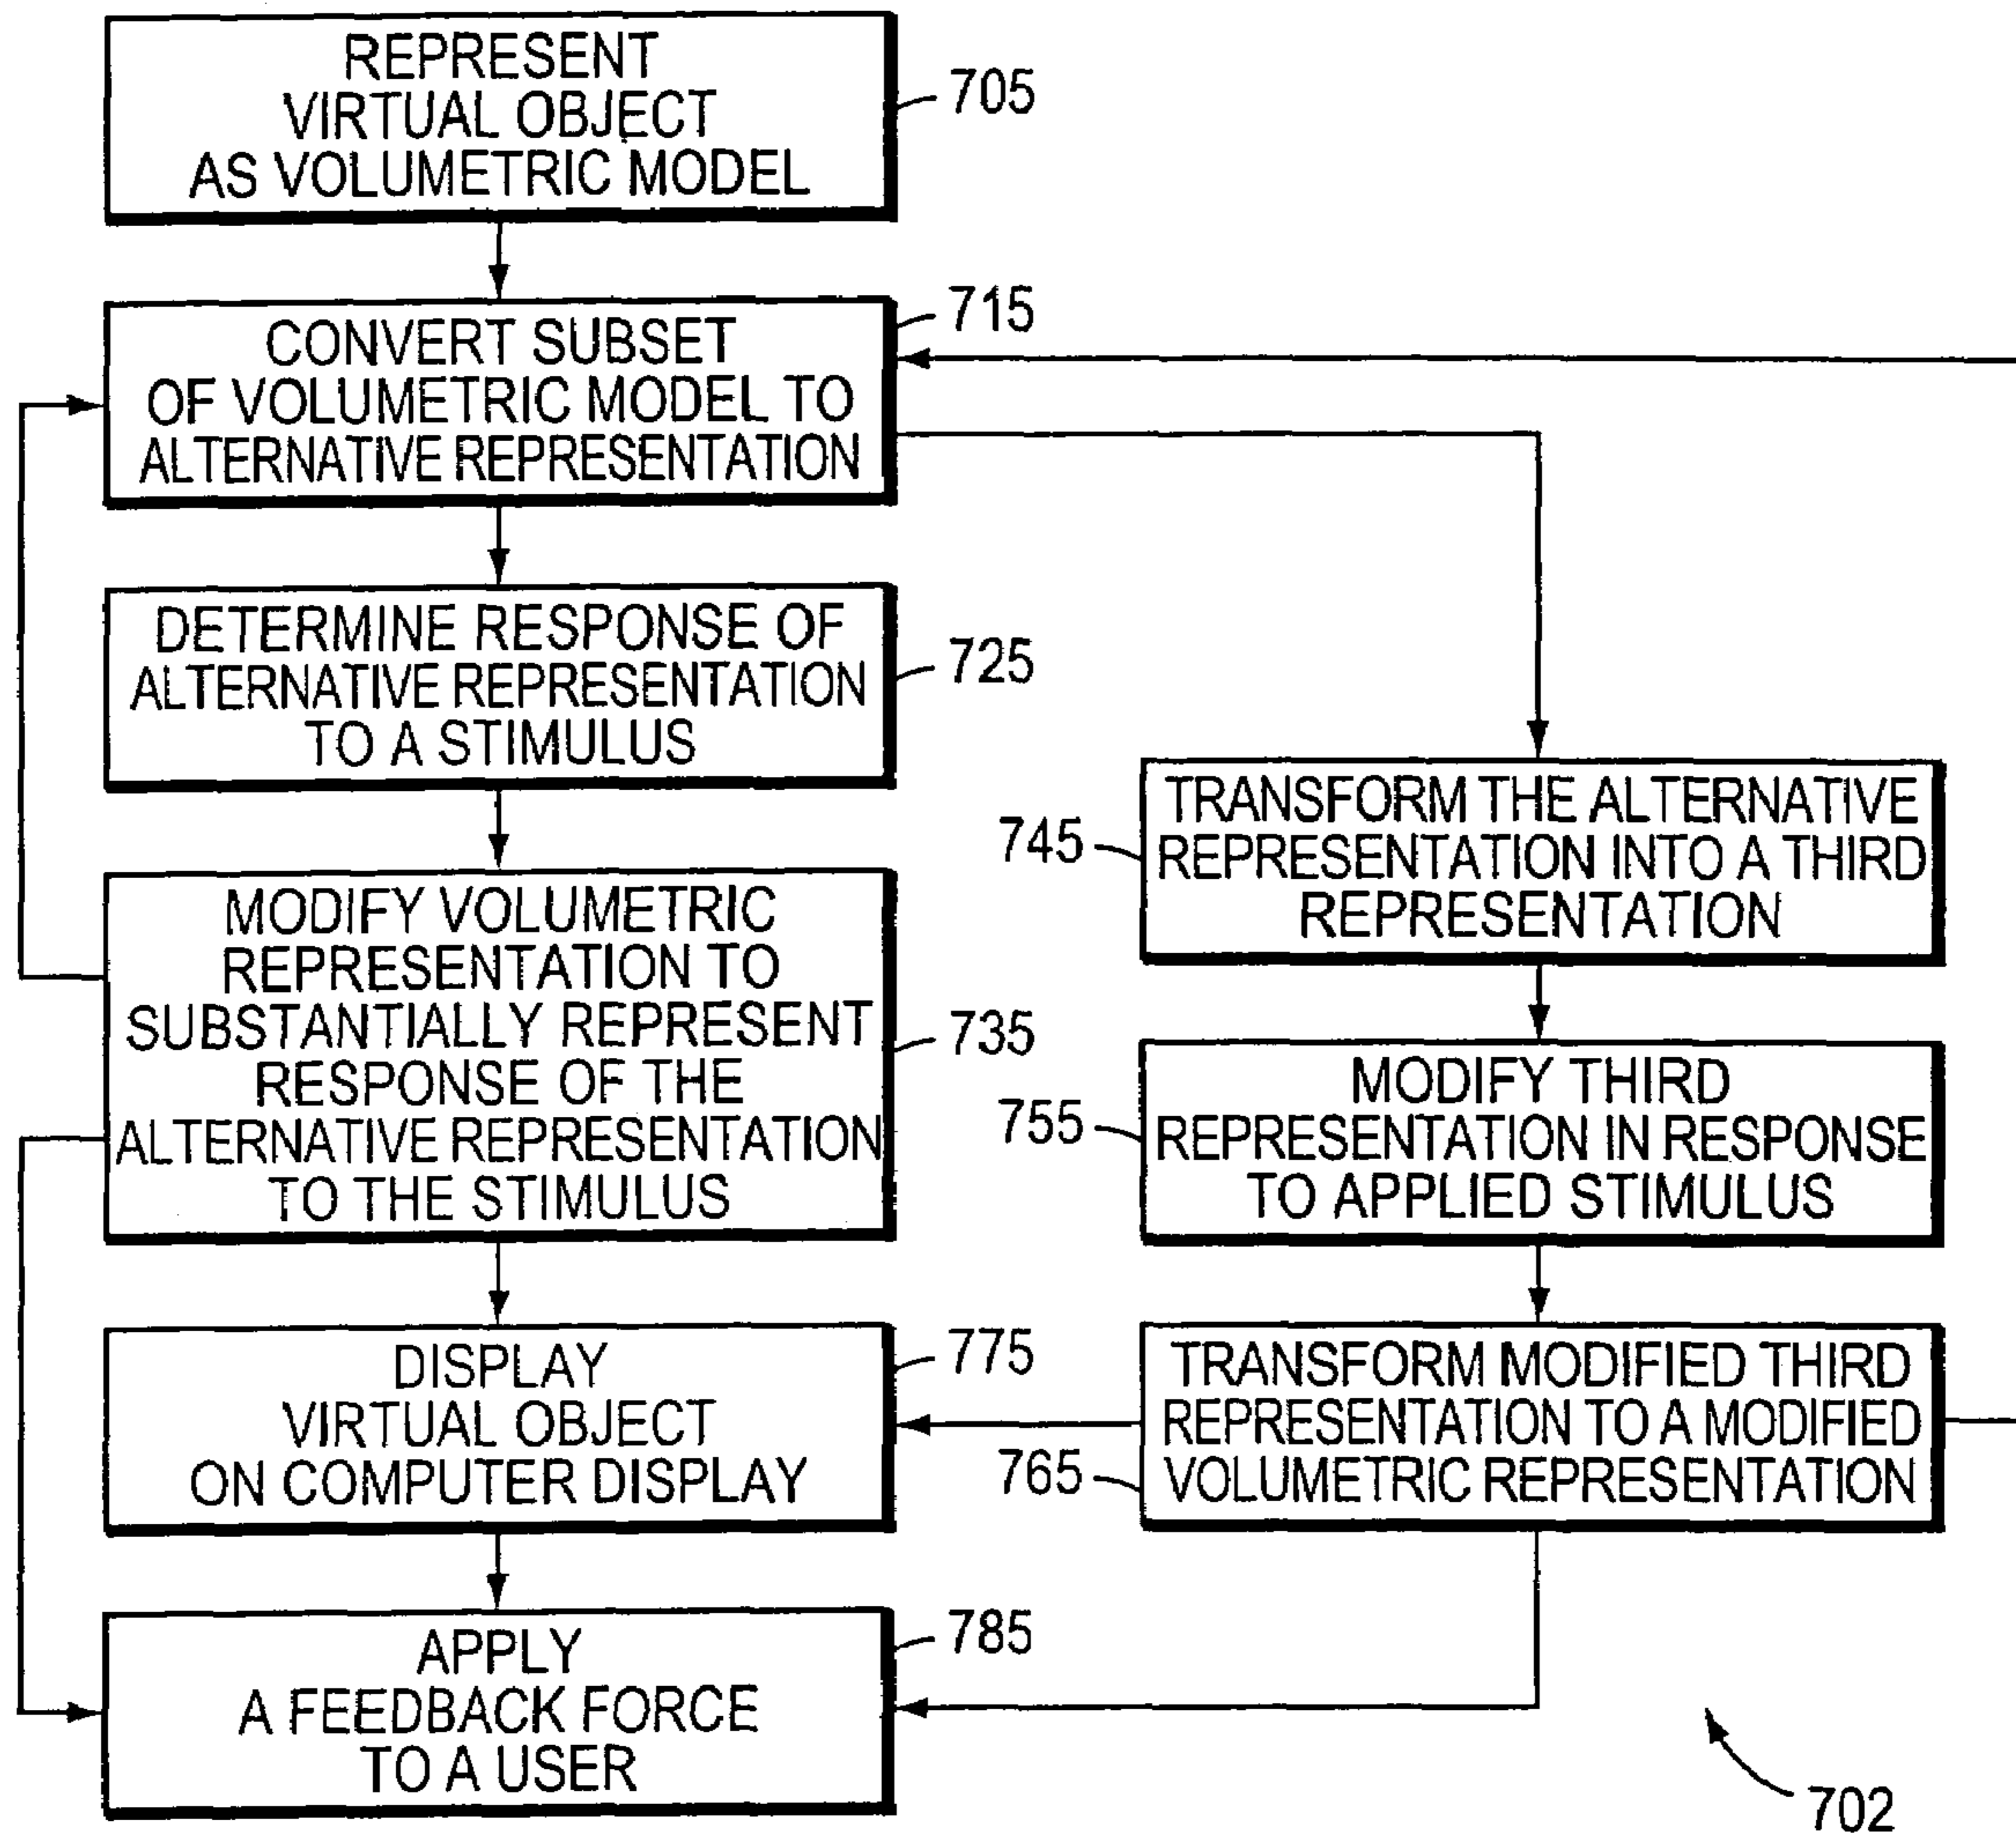 REPRESENT
VIRTUAL OBJECT
AS VOLUMETRIC MODEL
705
CONVERT SUBSET
OF VOLUMETRIC MODEL TO
ALTERNATIVE REPRESENTATION
715
DETERMINE RESPONSE OF
ALTERNATIVE REPRESENTATION
TO A STIMULUS
725
MODIFY VOLUMETRIC
REPRESENTATION TO
SUBSTANTIALLY REPRESENT
RESPONSE OF THE
ALTERNATIVE REPRESENTATION
TO THE STIMULUS
735
TRANSFORM THE ALTERNATIVE
REPRESENTATION INTO A THIRD
REPRESENTATION
745
MODIFY THIRD
REPRESENTATION IN RESPONSE
TO APPLIED STIMULUS
755
TRANSFORM MODIFIED THIRD
REPRESENTATION TO A MODIFIED
VOLUMETRIC REPRESENTATION
765
DISPLAY
VIRTUAL OBJECT
ON COMPUTER DISPLAY
775
APPLY
A FEEDBACK FORCE
TO A USER
785
702